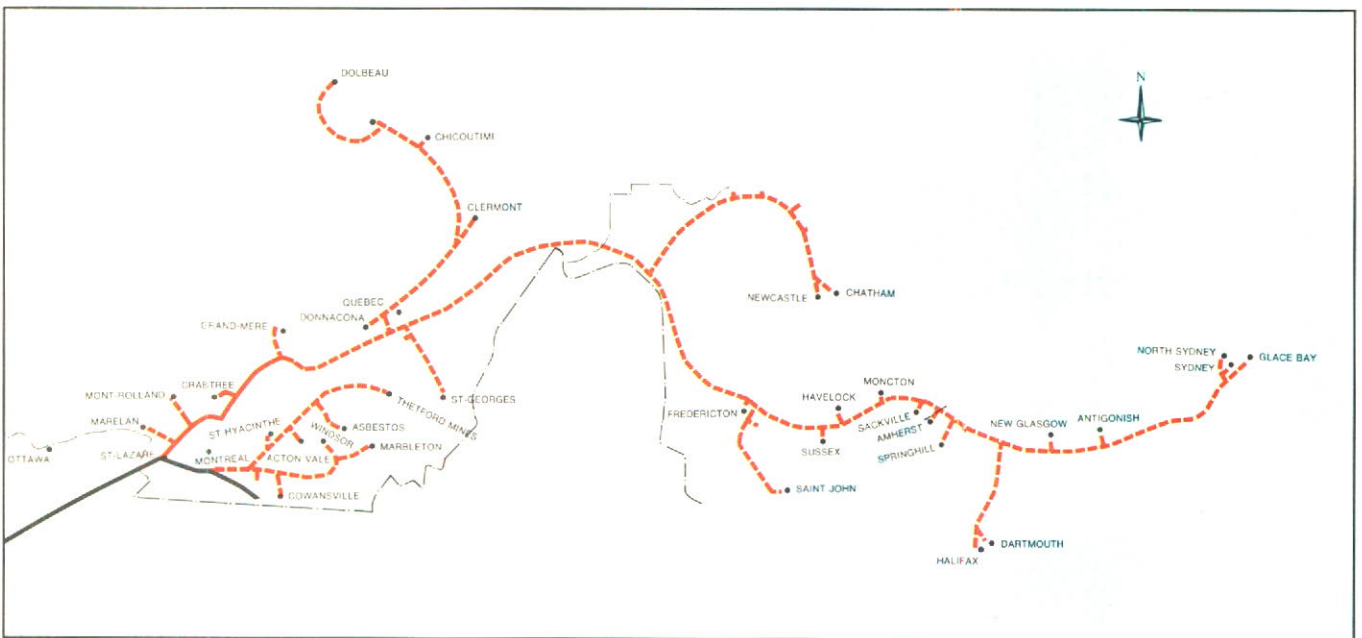 DOLBEAU
N
CHICOUTIMI
CLERMONT
QUEBEC
DONNACONA
NEWCASTLE
CHATHAM
GRAND-MERE
NORTH SYDNEY
GLACE BAY
SYDNEY
CRABTREE
MONT-ROLLAND
THETFORD MINES
ST-GEORGES
MONCTON
HAVELOCK
FREDERICTON
SACKVILLE
AMHERST
NEW GLASGOW
ANTIGONISH
MARELAN
ST-HYACINTHE
WINDSOR
ASBESTOS
OTTAWA
ST-LAZARE
MONTREAL
ACTON VALE
MARBLETON
SUSSEX
SPRINGHILL
COWANSVILLE
SAINT JOHN
DARTMOUTH
HALIFAX